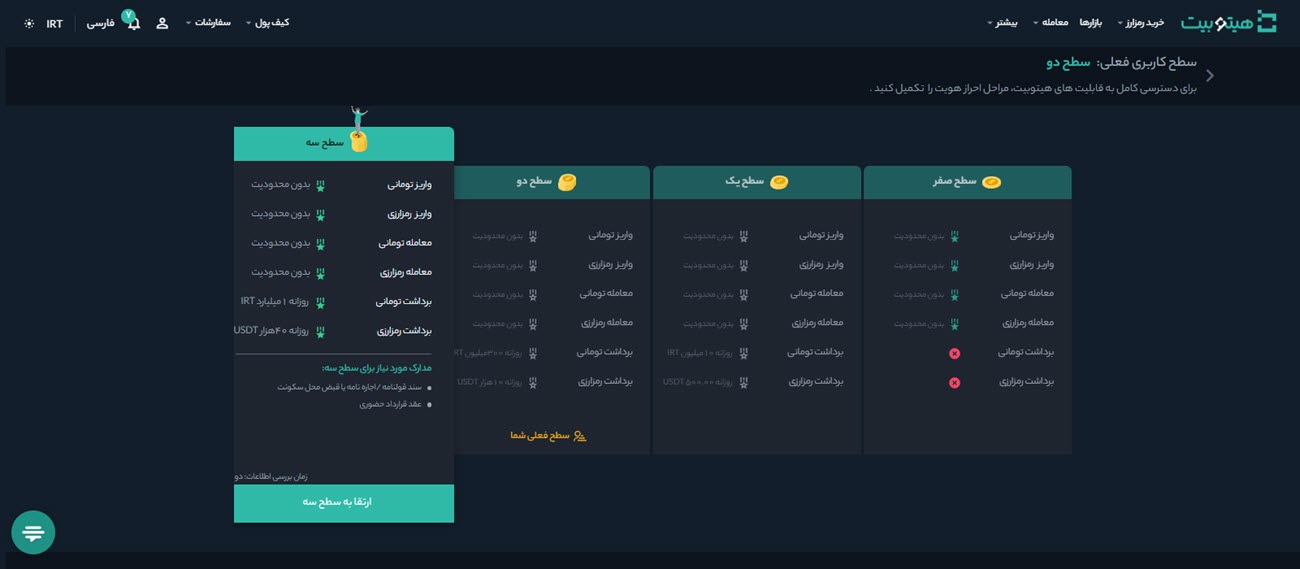 هیتوبیت
خرید رمزارز
بازارها
معامله
بیشتر
کیف پول
سفارشات
۷
فارسی
IRT
سطح کاربری فعلی: سطح دو
برای دسترسی کامل به قابلیت های هیتوبیت، مراحل احراز هویت را تکمیل کنید .
سطح صفر
واریز تومانی بدون محدودیت
واریز رمزارزی بدون محدودیت
معامله تومانی بدون محدودیت
معامله رمزارزی بدون محدودیت
برداشت تومانی
برداشت رمزارزی
سطح یک
واریز تومانی بدون محدودیت
واریز رمزارزی بدون محدودیت
معامله تومانی بدون محدودیت
معامله رمزارزی بدون محدودیت
برداشت تومانی روزانه ۱۰ میلیون IRT
برداشت رمزارزی ۵۰۰.۰۰ USDT
سطح دو
واریز تومانی بدون محدودیت
واریز رمزارزی بدون محدودیت
معامله تومانی بدون محدودیت
معامله رمزارزی بدون محدودیت
برداشت تومانی روزانه ۳۰۰میلیون IRT
برداشت رمزارزی روزانه ۱۰ هزار USDT
سطح فعلی شما
سطح سه
واریز تومانی بدون محدودیت
واریز رمزارزی بدون محدودیت
معامله تومانی بدون محدودیت
معامله رمزارزی بدون محدودیت
برداشت تومانی روزانه ۱ میلیارد IRT
برداشت رمزارزی روزانه ۴۰هزار USDT
مدارک مورد نیاز برای سطح سه:
سند قولنامه /اجاره نامه یا قبض محل سکونت
عقد قرارداد حضوری
زمان بررسی اطلاعات: دو
ارتقا به سطح سه